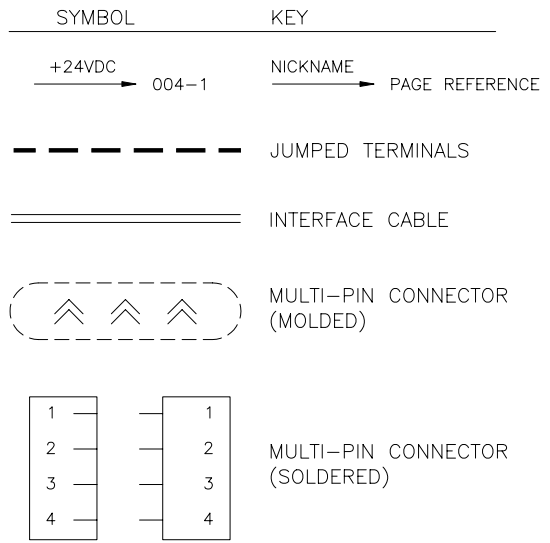 SYMBOL KEY
+24VDC NICKNAME
004-1 PAGE REFERENCE
JUMPED TERMINALS
INTERFACE CABLE
MULTI-PIN CONNECTOR
(MOLDED)
1 1
2 2
3 3
4 4
MULTI-PIN CONNECTOR
(SOLDERED)